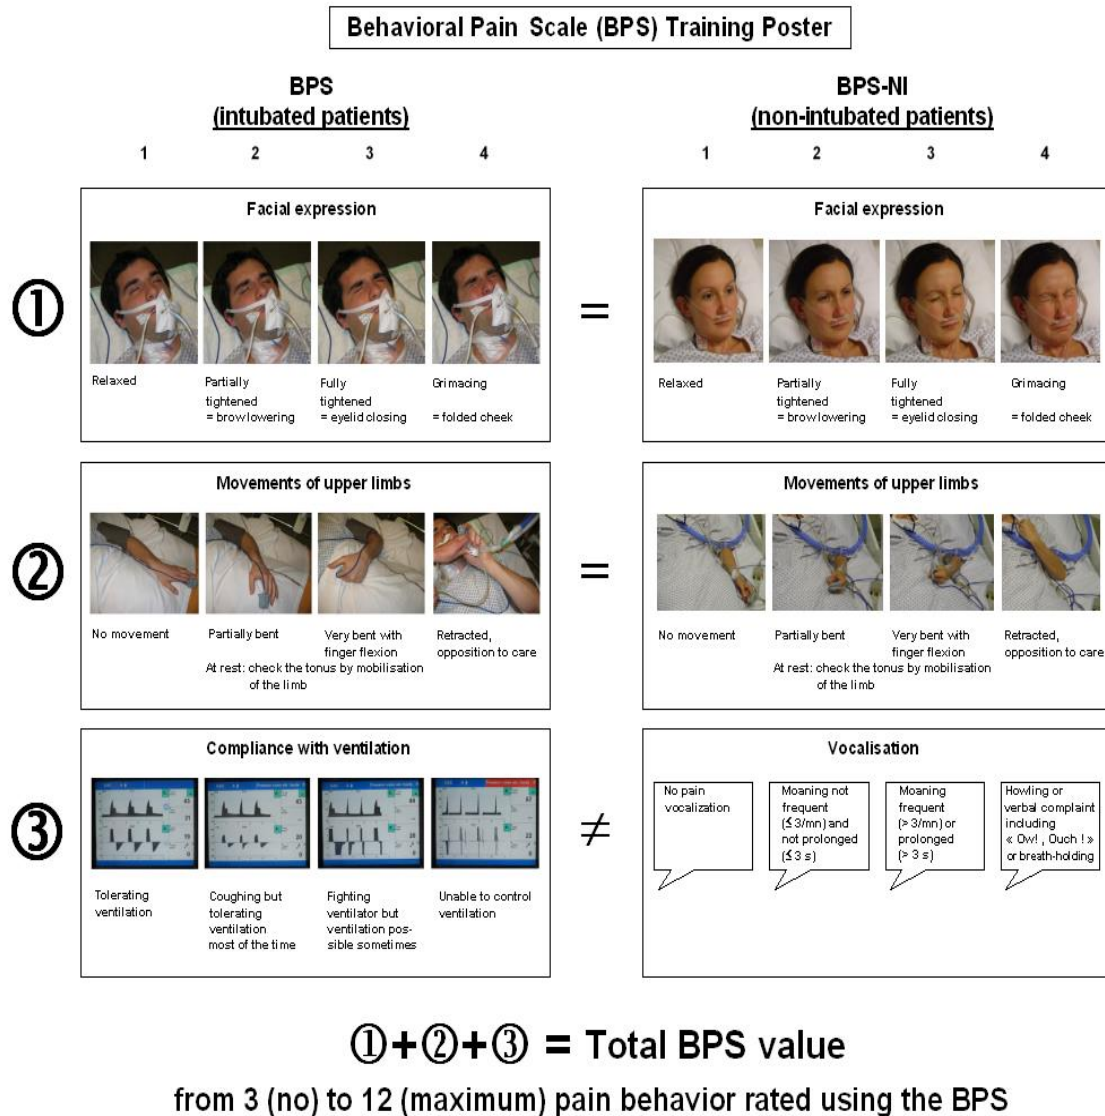 Behavioral Pain Scale (BPS) Training Poster
BPS
(intubated patients)
1 2 3 4
BPS-NI
(non-intubated patients)
1 2 3 4
①
Facial expression
Relaxed
Partially
tightened
= brow lowering
Fully
tightened
= eyelid closing
Grimacing
= folded cheek
=
Facial expression
Relaxed
Partially
tightened
= brow lowering
Fully
tightened
= eyelid closing
Grimacing
= folded cheek
②
Movements of upper limbs
No movement
Partially bent
Very bent with
finger flexion
Retracted,
opposition to care
At rest: check the tonus by mobilisation
of the limb
=
Movements of upper limbs
No movement
Partially bent
Very bent with
finger flexion
Retracted,
opposition to care
At rest: check the tonus by mobilisation
of the limb
③
Compliance with ventilation
Tolerating
ventilation
Coughing but
tolerating
ventilation
most of the time
Fighting
ventilator but
ventilation pos-
sible sometimes
Unable to control
ventilation
≠
Vocalisation
No pain
vocalization
Moaning not
frequent
(≤ 3/mn) and
not prolonged
(≤ 3 s)
Moaning
frequent
(> 3/mn) or
prolonged
(> 3 s)
Howling or
verbal complaint
including
« Ow! , Ouch ! »
or breath-holding
①+②+③ = Total BPS value
from 3 (no) to 12 (maximum) pain behavior rated using the BPS